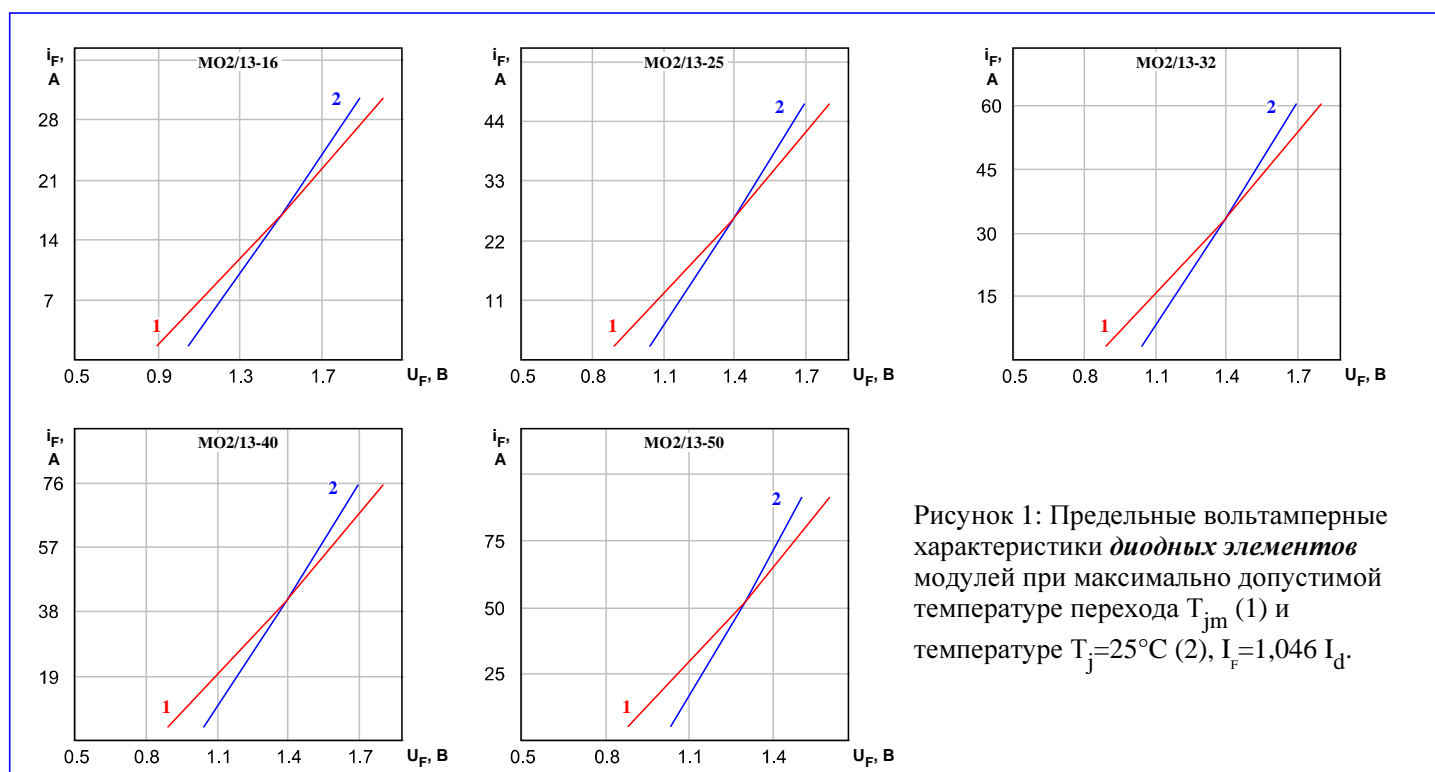 i_F,
A
МО2/13-16
2
28
21
14
7
1
0.5 0.9 1.3 1.7 U_F, В
i_F,
A
МО2/13-25
2
44
33
22
11
1
0.5 0.8 1.1 1.4 1.7 U_F, В
i_F,
A
МО2/13-32
2
60
45
30
15
1
0.5 0.8 1.1 1.4 1.7 U_F, В
i_F,
A
МО2/13-40
2
76
57
38
19
1
0.5 0.8 1.1 1.4 1.7 U_F, В
i_F,
A
МО2/13-50
2
75
50
25
1
0.5 0.8 1.1 1.4 U_F, В
Рисунок 1: Предельные вольтамперные
характеристики диодных элементов
модулей при максимально допустимой
температуре перехода T_jm (1) и
температуре T_j=25°C (2), I_F=1,046 I_d.